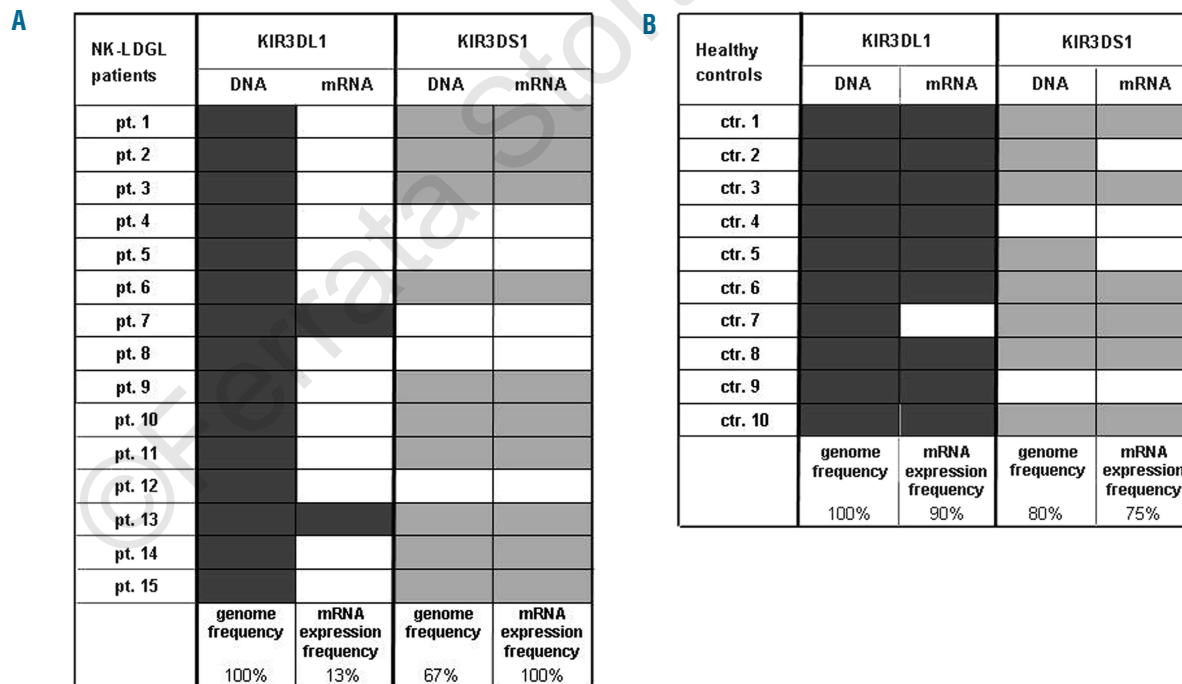 A
NK-LDGL
patients
KIR3DL1
KIR3DS1
DNA
mRNA
DNA
mRNA
pt. 1
pt. 2
pt. 3
pt. 4
pt. 5
pt. 6
pt. 7
pt. 8
pt. 9
pt. 10
pt. 11
pt. 12
pt. 13
pt. 14
pt. 15
genome
frequency
100%
mRNA
expression
frequency
13%
genome
frequency
67%
mRNA
expression
frequency
100%
B
Healthy
controls
KIR3DL1
KIR3DS1
DNA
mRNA
DNA
mRNA
ctr. 1
ctr. 2
ctr. 3
ctr. 4
ctr. 5
ctr. 6
ctr. 7
ctr. 8
ctr. 9
ctr. 10
genome
frequency
100%
mRNA
expression
frequency
90%
genome
frequency
80%
mRNA
expression
frequency
75%
©Ferrata